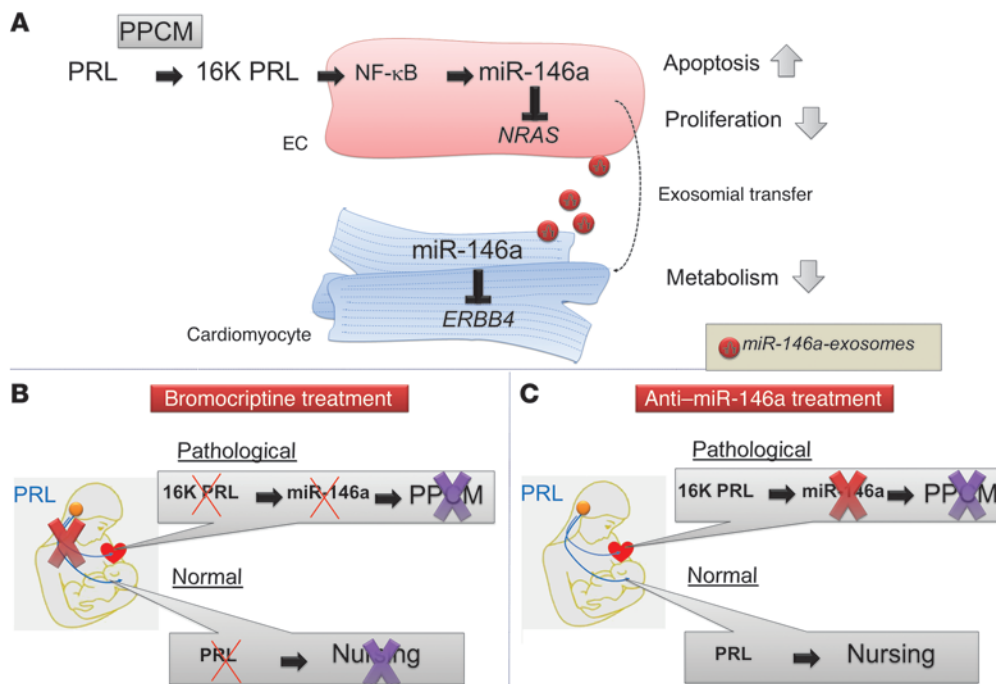 A
PPCM
PRL 16K PRL NF-κB miR-146a
NRAS
EC
Apoptosis
Proliferation
Exosomial transfer
miR-146a
ERBB4
Cardiomyocyte
Metabolism
miR-146a-exosomes
B
Bromocriptine treatment
Pathological
PRL
16K PRL miR-146a PPCM
Normal
PRL Nursing
C
Anti–miR-146a treatment
Pathological
PRL
16K PRL miR-146a PPCM
Normal
PRL Nursing